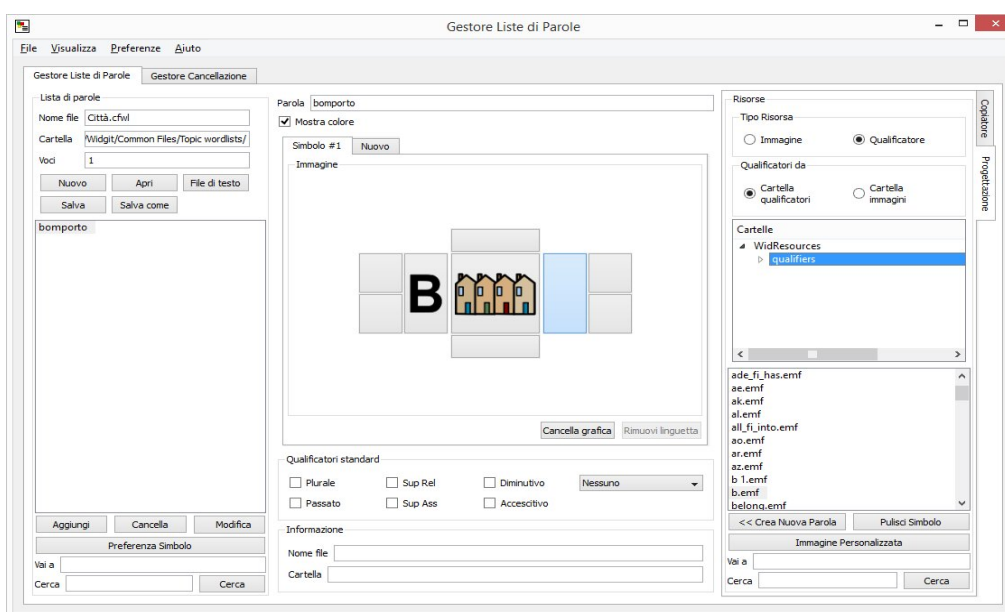 Gestore Liste di Parole
File Visualizza Preferenze Aiuto
Gestore Liste di Parole Gestore Cancellazione
Lista di parole
Nome file Città.cfwl
Cartella Widgit/Common Files/Topic wordlists/
Voci 1
Nuovo Apri File di testo
Salva Salva come
bomporto
Aggiungi Cancella Modifica
Preferenza Simbolo
Vai a
Cerca Cerca
Parola bomporto
Mostra colore
Simbolo #1 Nuovo
Immagine
B
Cancella grafica Rimuovi linguetta
Qualificatori standard
Plurale Sup Rel Diminutivo Nessuno
Passato Sup Ass Accescitivo
Informazione
Nome file
Cartella
Risorse
Tipo Risorsa
Immagine Qualificatore
Qualificatori da
Cartella qualificatori
Cartella immagini
Cartelle
WidResources
qualifiers
ade_fi_has.emf
ae.emf
ak.emf
al.emf
all_fi_into.emf
ao.emf
ar.emf
az.emf
b 1.emf
b.emf
belong.emf
<< Crea Nuova Parola Pulisci Simbolo
Immagine Personalizzata
Vai a
Cerca Cerca
Copiatore
Progettazione